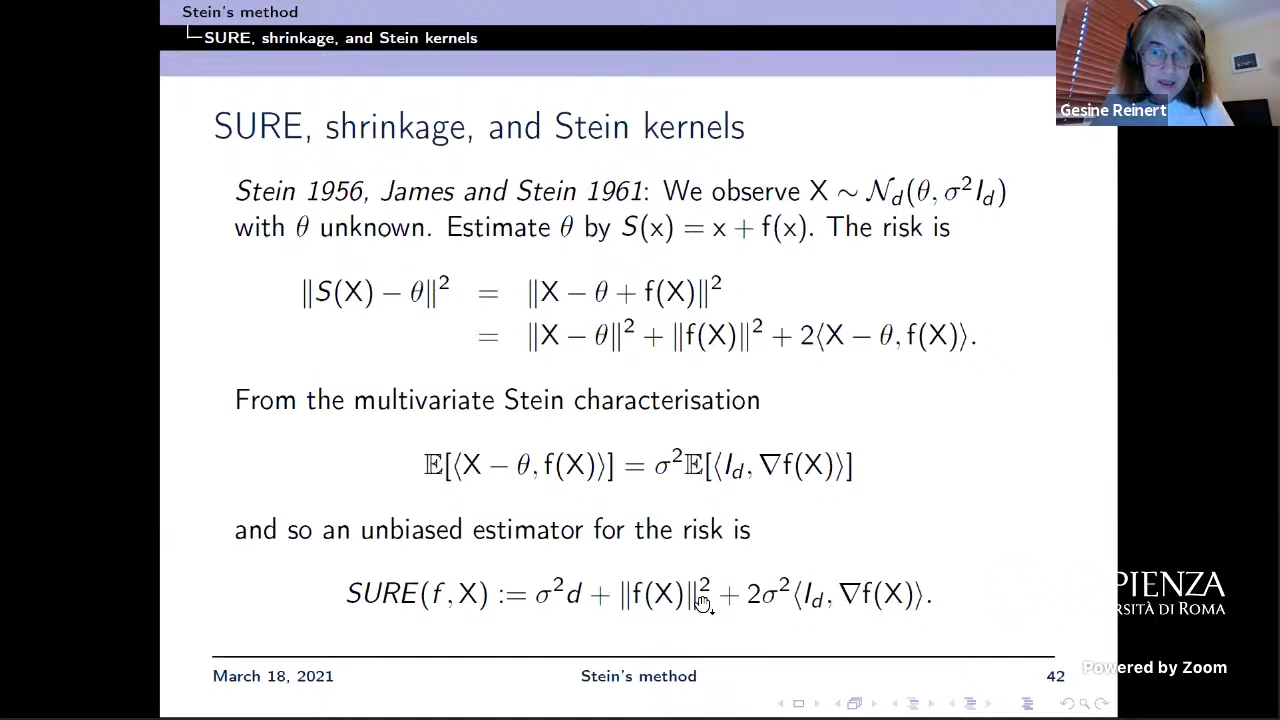 Stein's method
SURE, shrinkage, and Stein kernels
Gesine Reinert
SURE, shrinkage, and Stein kernels
Stein 1956, James and Stein 1961: We observe X ∼ 𝒩_d(θ, σ²I_d)
with θ unknown. Estimate θ by S(x) = x + f(x). The risk is
‖S(X) − θ‖² = ‖X − θ + f(X)‖²
= ‖X − θ‖² + ‖f(X)‖² + 2⟨X − θ, f(X)⟩.
From the multivariate Stein characterisation
𝔼[⟨X − θ, f(X)⟩] = σ²𝔼[⟨I_d, ∇f(X)⟩]
and so an unbiased estimator for the risk is
SURE(f, X) := σ²d + ‖f(X)‖² + 2σ²⟨I_d, ∇f(X)⟩.
PIENZA
RSITÀ DI ROMA
March 18, 2021
Stein's method
42
Powered by Zoom